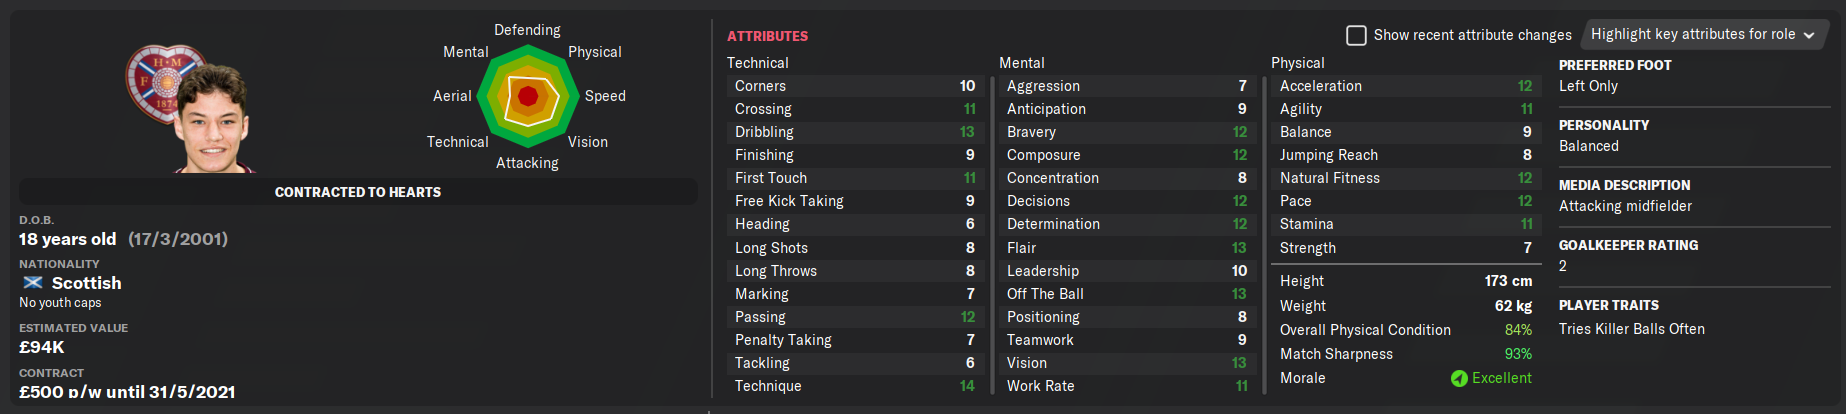 H M
F
1874
Defending
Mental
Physical
Aerial
Speed
Technical
Vision
Attacking
CONTRACTED TO HEARTS
D.O.B.
18 years old (17/3/2001)
NATIONALITY
Scottish
No youth caps
ESTIMATED VALUE
£94K
CONTRACT
£500 p/w until 31/5/2021
ATTRIBUTES
Show recent attribute changes
Highlight key attributes for role
Technical
Corners 10
Crossing 11
Dribbling 13
Finishing 9
First Touch 11
Free Kick Taking 9
Heading 6
Long Shots 8
Long Throws 8
Marking 7
Passing 12
Penalty Taking 7
Tackling 6
Technique 14
Mental
Aggression 7
Anticipation 9
Bravery 12
Composure 12
Concentration 8
Decisions 12
Determination 12
Flair 13
Leadership 10
Off The Ball 13
Positioning 8
Teamwork 9
Vision 13
Work Rate 11
Physical
Acceleration 12
Agility 11
Balance 9
Jumping Reach 8
Natural Fitness 12
Pace 12
Stamina 11
Strength 7
Height 173 cm
Weight 62 kg
Overall Physical Condition 84%
Match Sharpness 93%
Morale Excellent
PREFERRED FOOT
Left Only
PERSONALITY
Balanced
MEDIA DESCRIPTION
Attacking midfielder
GOALKEEPER RATING
2
PLAYER TRAITS
Tries Killer Balls Often